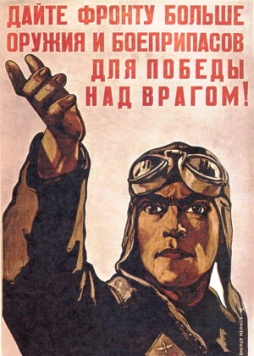 ДАЙТЕ ФРОНТУ БОЛЬШЕ
ОРУЖИЯ И БОЕПРИПАСОВ
ДЛЯ ПОБЕДЫ
НАД ВРАГОМ!